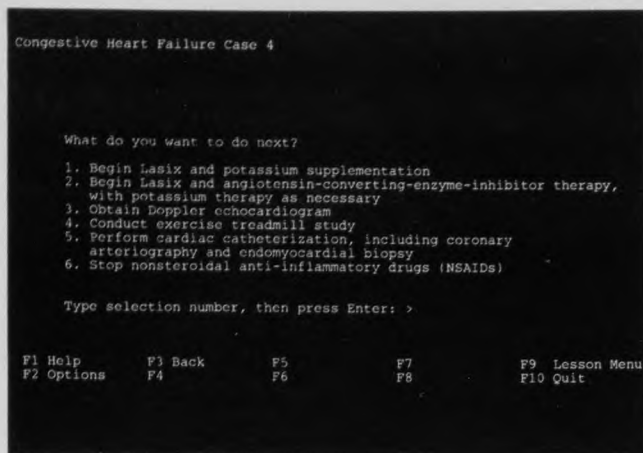 Congestive Heart Failure Case 4
What do you want to do next?
1. Begin Lasix and potassium supplementation
2. Begin Lasix and angiotensin-converting-enzyme-inhibitor therapy,
with potassium therapy as necessary
3. Obtain Doppler echocardiogram
4. Conduct exercise treadmill study
5. Perform cardiac catheterization, including coronary
arteriography and endomyocardial biopsy
6. Stop nonsteroidal anti-inflammatory drugs (NSAIDs)
Type selection number, then press Enter: >
F1 Help F3 Back F5 F7 F9 Lesson Menu
F2 Options F4 F6 F8 F10 Quit